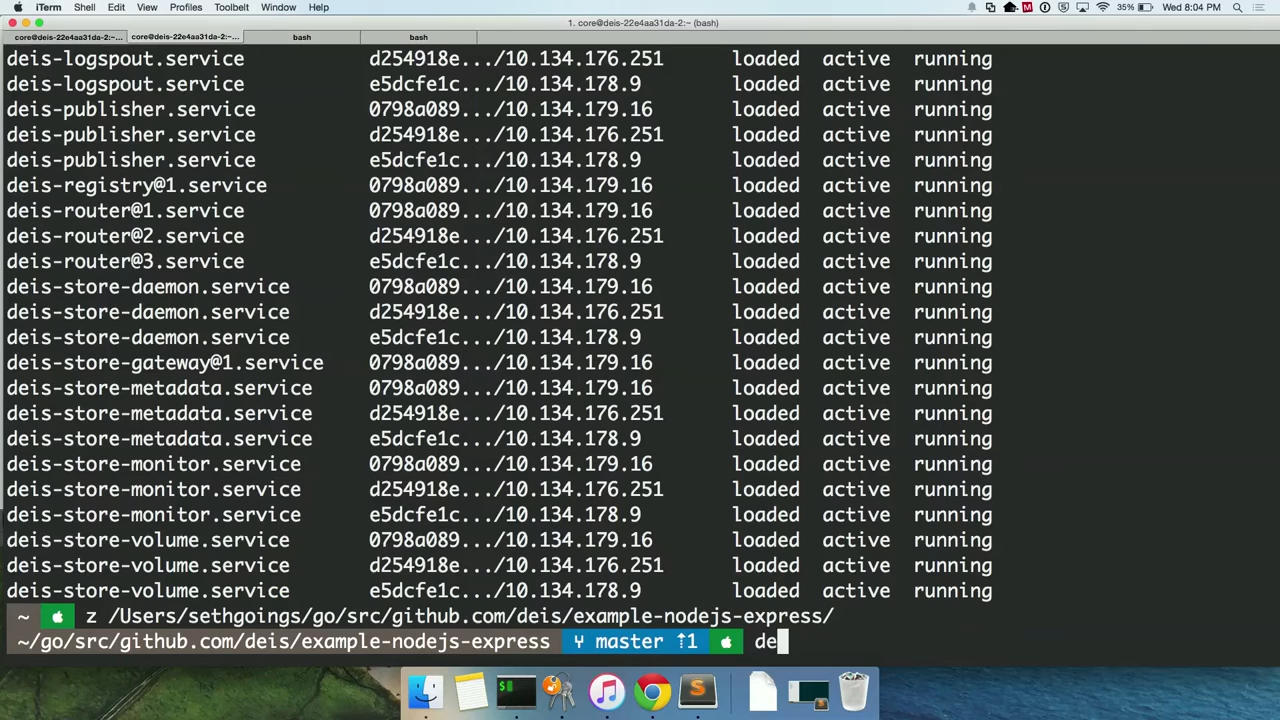 iTerm Shell Edit View Profiles Toolbelt Window Help 35% Wed 8:04 PM
1. core@deis-22e4aa31da-2:~ (bash)
core@deis-22e4aa31da-2:~... core@deis-22e4aa31da-2:~... bash bash
deis-logspout.service d254918e.../10.134.176.251 loaded active running
deis-logspout.service e5dcfe1c.../10.134.178.9 loaded active running
deis-publisher.service 0798a089.../10.134.179.16 loaded active running
deis-publisher.service d254918e.../10.134.176.251 loaded active running
deis-publisher.service e5dcfe1c.../10.134.178.9 loaded active running
deis-registry@1.service 0798a089.../10.134.179.16 loaded active running
deis-router@1.service 0798a089.../10.134.179.16 loaded active running
deis-router@2.service d254918e.../10.134.176.251 loaded active running
deis-router@3.service e5dcfe1c.../10.134.178.9 loaded active running
deis-store-daemon.service 0798a089.../10.134.179.16 loaded active running
deis-store-daemon.service d254918e.../10.134.176.251 loaded active running
deis-store-daemon.service e5dcfe1c.../10.134.178.9 loaded active running
deis-store-gateway@1.service 0798a089.../10.134.179.16 loaded active running
deis-store-metadata.service 0798a089.../10.134.179.16 loaded active running
deis-store-metadata.service d254918e.../10.134.176.251 loaded active running
deis-store-metadata.service e5dcfe1c.../10.134.178.9 loaded active running
deis-store-monitor.service 0798a089.../10.134.179.16 loaded active running
deis-store-monitor.service d254918e.../10.134.176.251 loaded active running
deis-store-monitor.service e5dcfe1c.../10.134.178.9 loaded active running
deis-store-volume.service 0798a089.../10.134.179.16 loaded active running
deis-store-volume.service d254918e.../10.134.176.251 loaded active running
deis-store-volume.service e5dcfe1c.../10.134.178.9 loaded active running
~ z /Users/sethgoings/go/src/github.com/deis/example-nodejs-express/
~/go/src/github.com/deis/example-nodejs-express master ⇡1 de